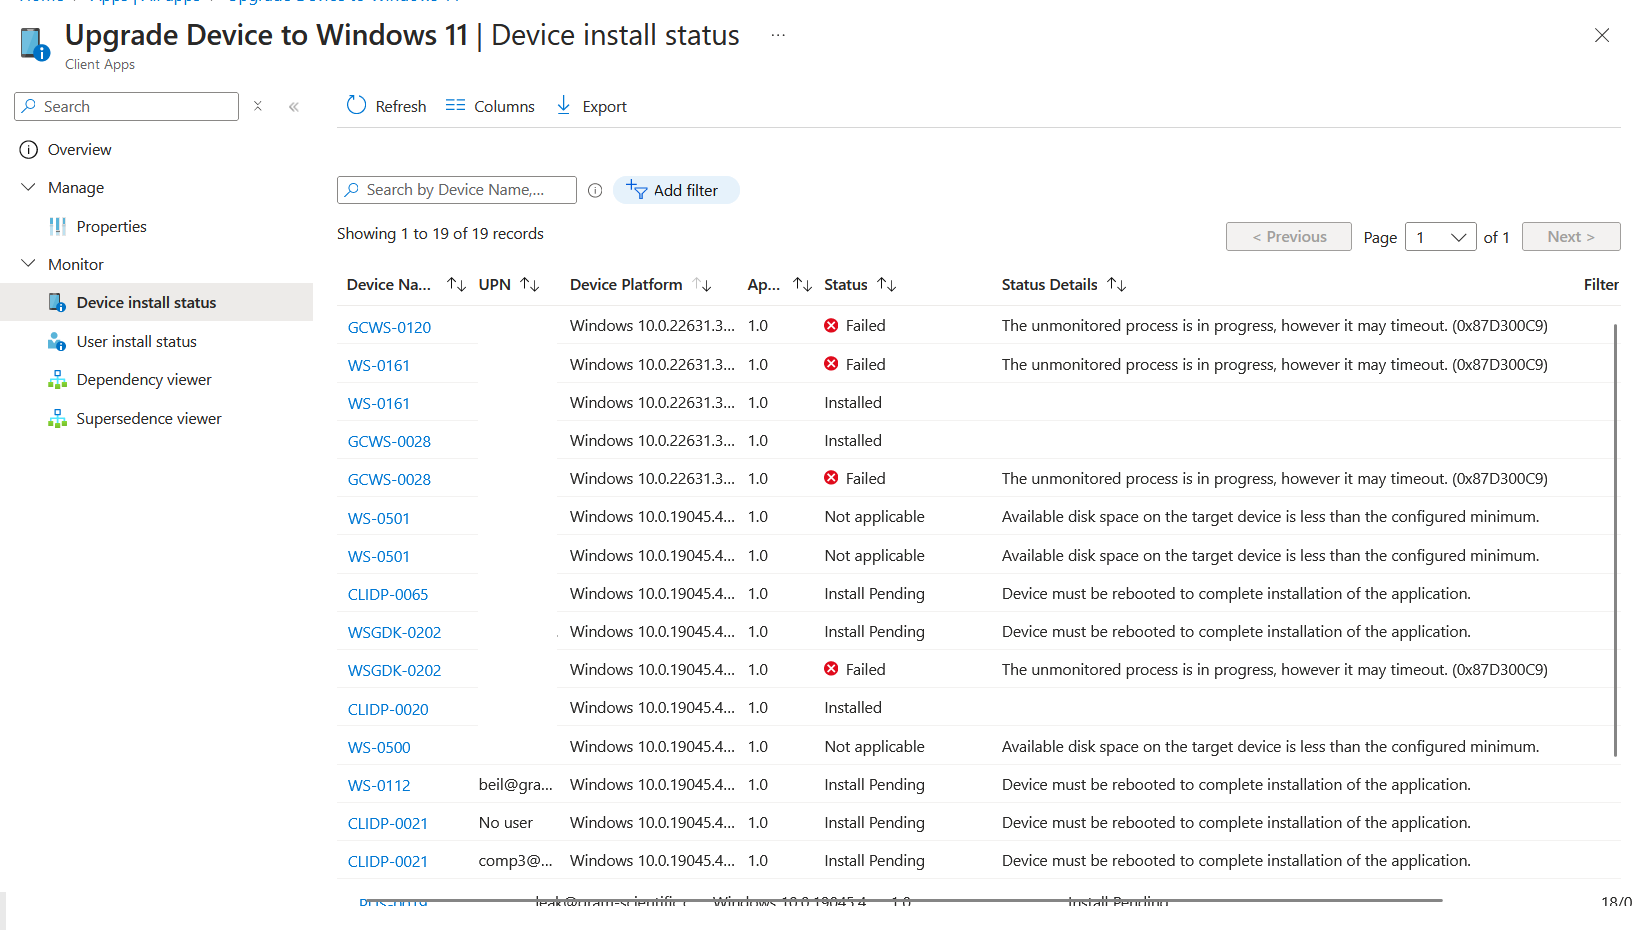 Home > Apps | All apps > Upgrade Device to Windows 11
Upgrade Device to Windows 11 | Device install status ...
Client Apps
Search
Overview
Manage
Properties
Monitor
Device install status
User install status
Dependency viewer
Supersedence viewer
Refresh Columns Export
Search by Device Name,... Add filter
Showing 1 to 19 of 19 records
< Previous Page 1 of 1 Next >
Device Na... UPN Device Platform Ap... Status Status Details Filter
GCWS-0120 Windows 10.0.22631.3... 1.0 Failed The unmonitored process is in progress, however it may timeout. (0x87D300C9)
WS-0161 Windows 10.0.22631.3... 1.0 Failed The unmonitored process is in progress, however it may timeout. (0x87D300C9)
WS-0161 Windows 10.0.22631.3... 1.0 Installed
GCWS-0028 Windows 10.0.22631.3... 1.0 Installed
GCWS-0028 Windows 10.0.22631.3... 1.0 Failed The unmonitored process is in progress, however it may timeout. (0x87D300C9)
WS-0501 Windows 10.0.19045.4... 1.0 Not applicable Available disk space on the target device is less than the configured minimum.
WS-0501 Windows 10.0.19045.4... 1.0 Not applicable Available disk space on the target device is less than the configured minimum.
CLIDP-0065 Windows 10.0.19045.4... 1.0 Install Pending Device must be rebooted to complete installation of the application.
WSGDK-0202 Windows 10.0.19045.4... 1.0 Install Pending Device must be rebooted to complete installation of the application.
WSGDK-0202 Windows 10.0.19045.4... 1.0 Failed The unmonitored process is in progress, however it may timeout. (0x87D300C9)
CLIDP-0020 Windows 10.0.19045.4... 1.0 Installed
WS-0500 Windows 10.0.19045.4... 1.0 Not applicable Available disk space on the target device is less than the configured minimum.
WS-0112 beil@gra... Windows 10.0.19045.4... 1.0 Install Pending Device must be rebooted to complete installation of the application.
CLIDP-0021 No user Windows 10.0.19045.4... 1.0 Install Pending Device must be rebooted to complete installation of the application.
CLIDP-0021 comp3@... Windows 10.0.19045.4... 1.0 Install Pending Device must be rebooted to complete installation of the application.
Windows 10.0.19045.4 1.0 Install Pending 18/0